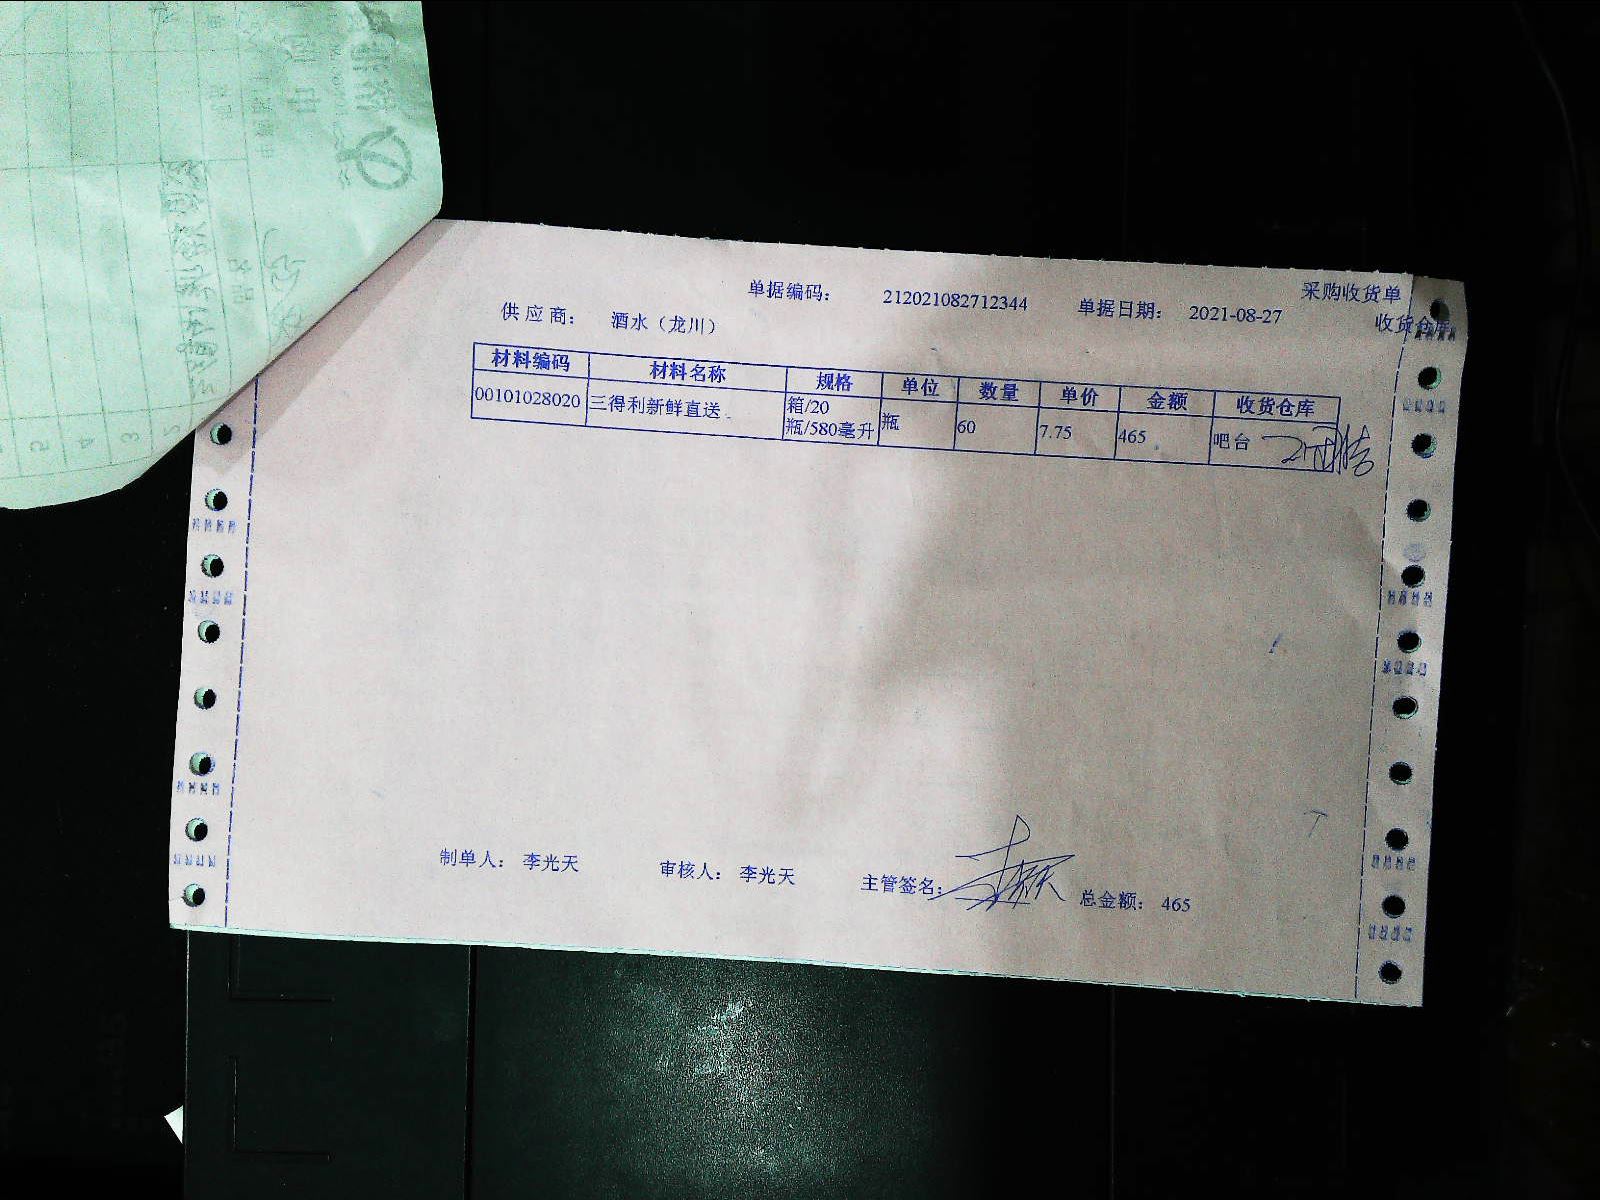 采购收货单
单据编码： 212021082712344 单据日期： 2021-08-27
供应商： 酒水（龙川） 收货仓库
材料编码 材料名称 规格 单位 数量 单价 金额 收货仓库
00101028020 三得利新鲜直送 箱/20瓶/580毫升 瓶 60 7.75 465 吧台
制单人： 李光天 审核人： 李光天 主管签名： 总金额： 465